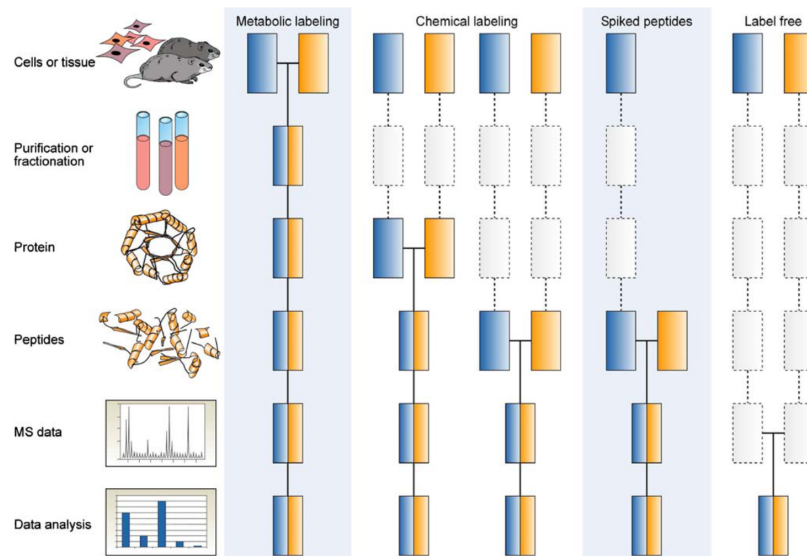 Metabolic labeling
Chemical labeling
Spiked peptides
Label free
Cells or tissue
Purification or
fractionation
Protein
Peptides
MS data
Data analysis